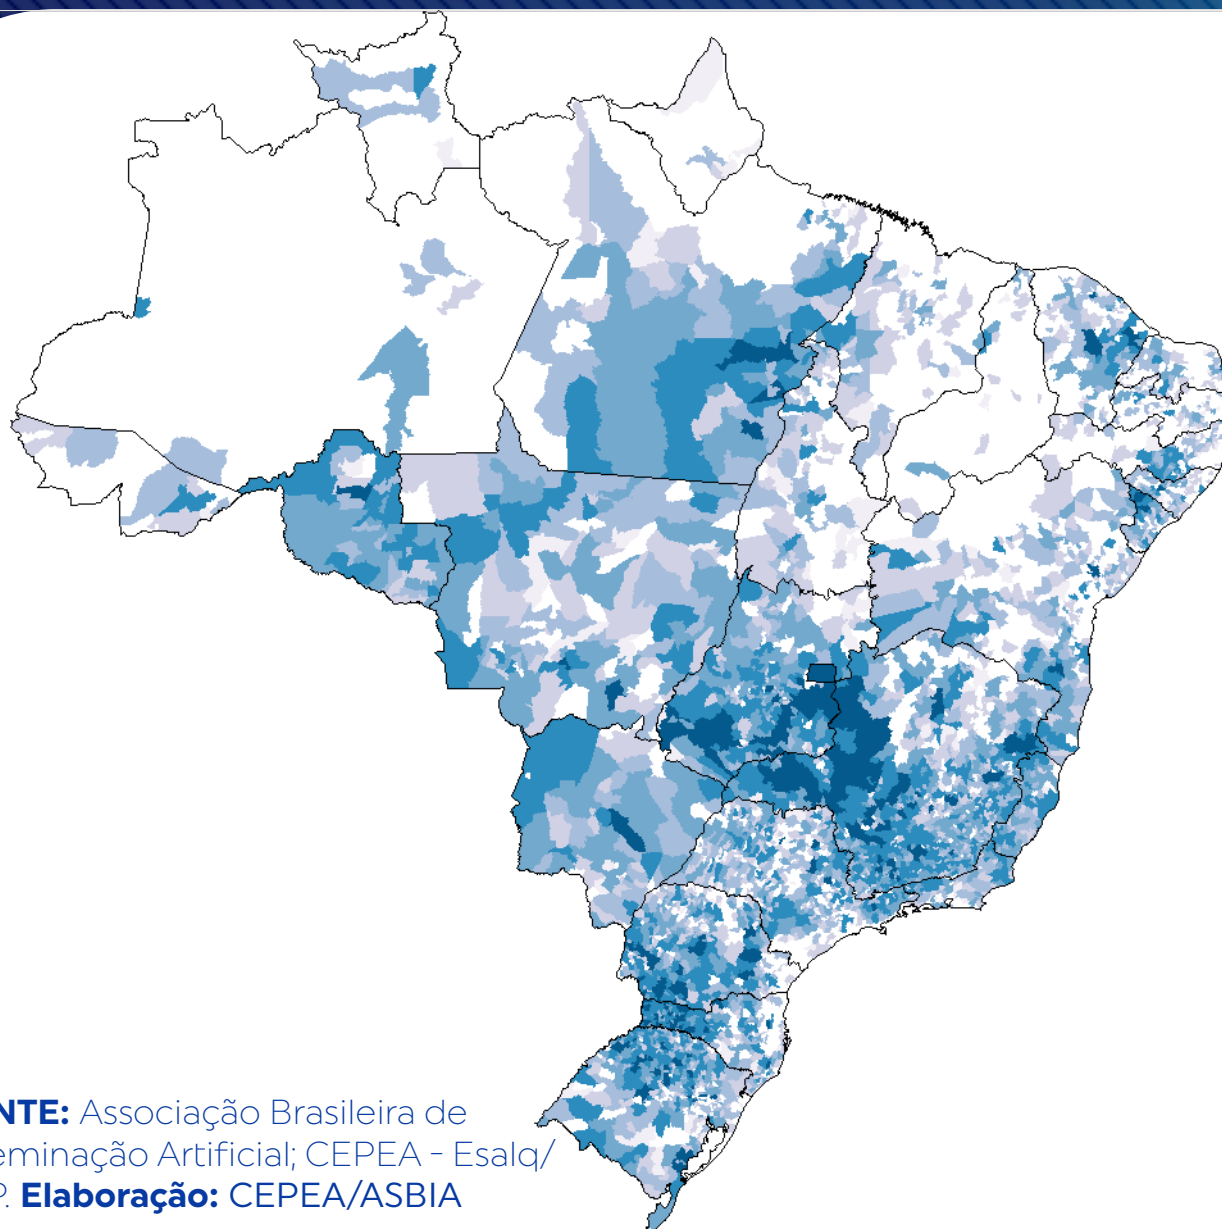 NTE: Associação Brasileira de
eminação Artificial; CEPEA - Esalq/
P. Elaboração: CEPEA/ASBIA